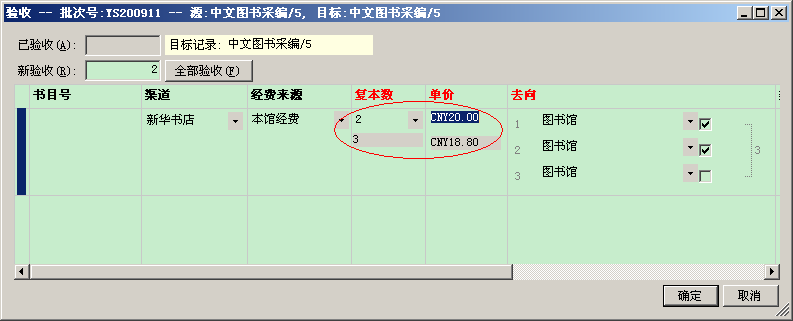 验收 -- 批次号:YS200911 -- 源:中文图书采编/5, 目标:中文图书采编/5
已验收(A):
目标记录: 中文图书采编/5
新验收(R): 2 全部验收(F)
书目号 渠道 经费来源 复本数 单价 去向
新华书店 本馆经费 2 CNY20.00
3 CNY18.80
1 图书馆
2 图书馆 3
3 图书馆
确定 取消